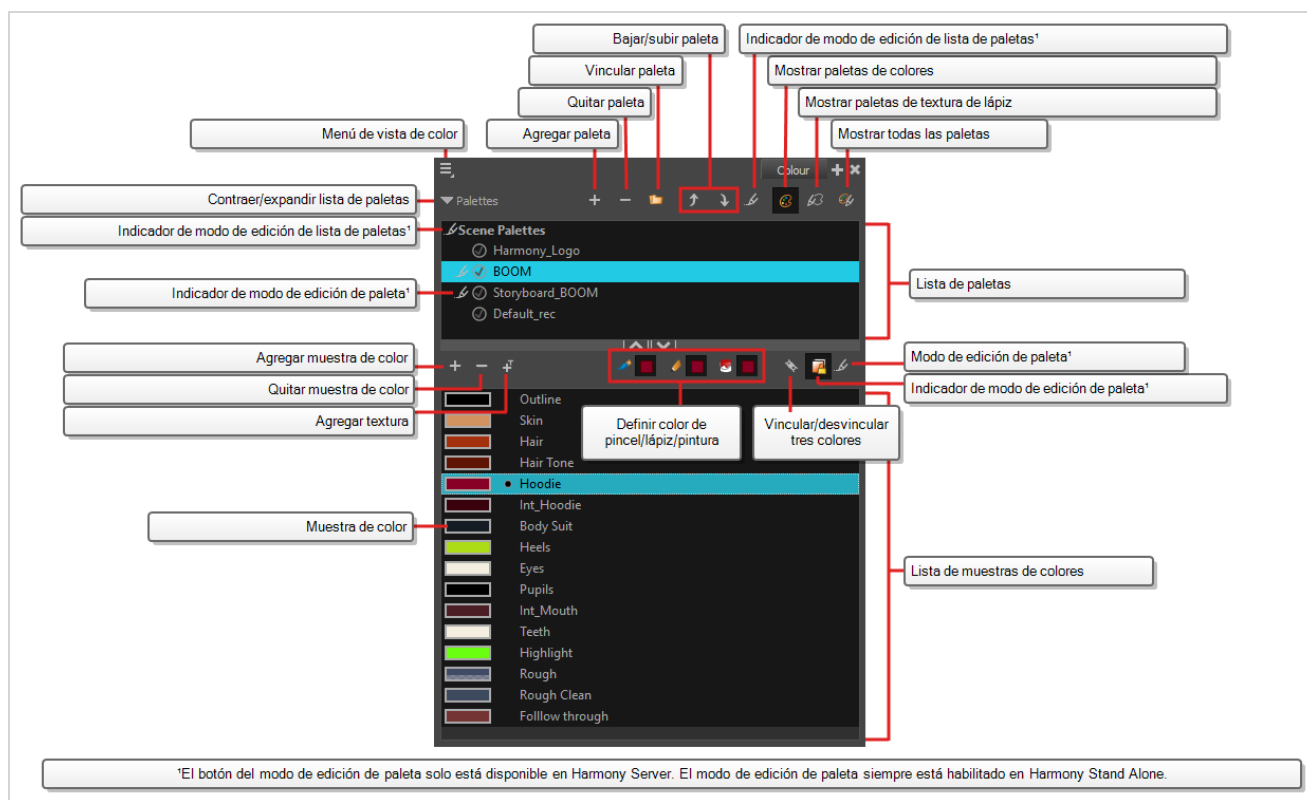 Bajar/subir paleta
Indicador de modo de edición de lista de paletas¹
Vincular paleta
Mostrar paletas de colores
Quitar paleta
Mostrar paletas de textura de lápiz
Menú de vista de color
Agregar paleta
Mostrar todas las paletas
Colour
Contraer/expandir lista de paletas
Palettes
Indicador de modo de edición de lista de paletas¹
Scene Palettes
Harmony_Logo
BOOM
Lista de paletas
Indicador de modo de edición de paleta¹
Storyboard_BOOM
Default_rec
Agregar muestra de color
Modo de edición de paleta¹
Quitar muestra de color
Indicador de modo de edición de paleta¹
Agregar textura
Definir color de
pincel/lápiz/pintura
Vincular/desvincular
tres colores
Outline
Skin
Hair
Hair Tone
Hoodie
Int_Hoodie
Muestra de color
Body Suit
Heels
Eyes
Lista de muestras de colores
Pupils
Int_Mouth
Teeth
Highlight
Rough
Rough Clean
Folllow through
¹El botón del modo de edición de paleta solo está disponible en Harmony Server. El modo de edición de paleta siempre está habilitado en Harmony Stand Alone.